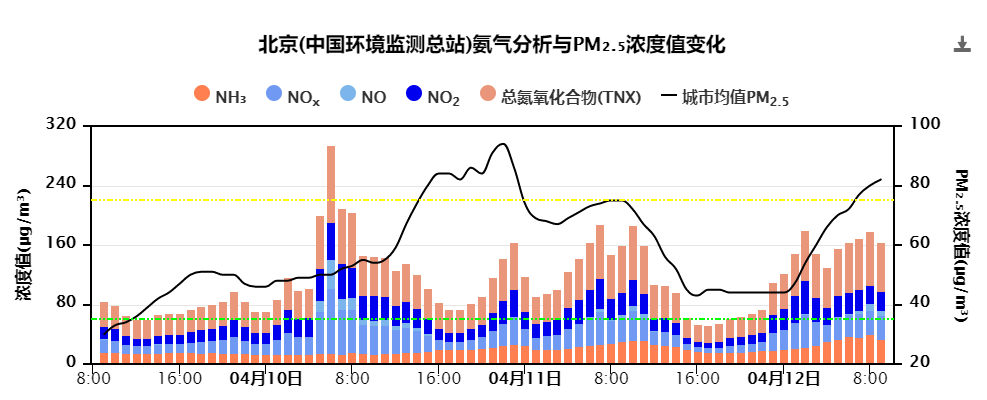 北京(中国环境监测总站)氨气分析与PM₂.₅浓度值变化
NH₃ NOₓ NO NO₂ 总氮氧化合物(TNX) 城市均值PM₂.₅
浓度值(μg/m³)
320
240
160
80
0
100
80
60
40
20
PM₂.₅浓度值(μg/m³)
8:00 16:00 04月10日 8:00 16:00 04月11日 8:00 16:00 04月12日 8:00